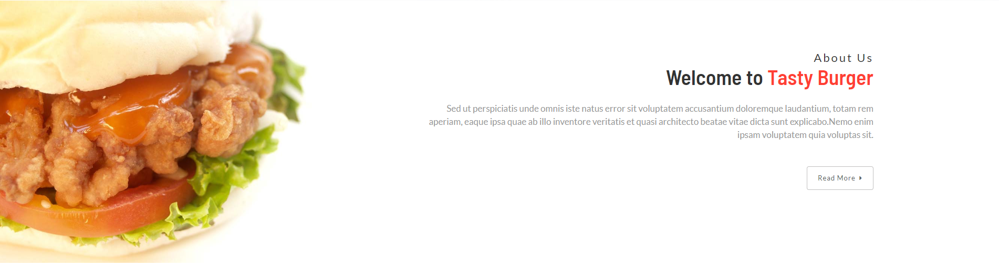 About Us
Welcome to Tasty Burger
Sed ut perspiciatis unde omnis iste natus error sit voluptatem accusantium doloremque laudantium, totam rem
aperiam, eaque ipsa quae ab illo inventore veritatis et quasi architecto beatae vitae dicta sunt explicabo.Nemo enim
ipsam voluptatem quia voluptas sit.
Read More